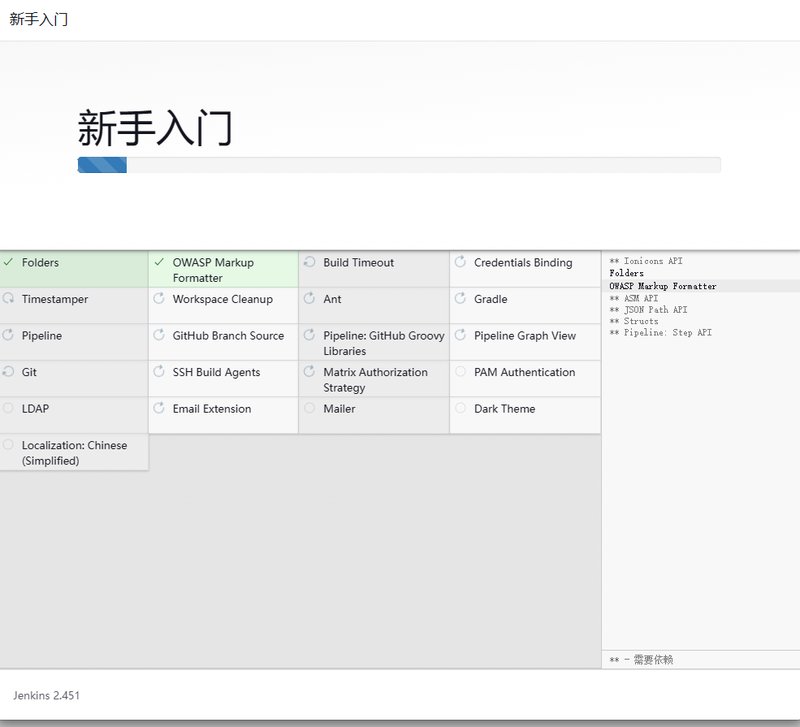 新手入门
新手入门
Folders
OWASP Markup
Formatter
Build Timeout
Credentials Binding
Timestamper
Workspace Cleanup
Ant
Gradle
Pipeline
GitHub Branch Source
Pipeline: GitHub Groovy
Libraries
Pipeline Graph View
Git
SSH Build Agents
Matrix Authorization
Strategy
PAM Authentication
LDAP
Email Extension
Mailer
Dark Theme
Localization: Chinese
(Simplified)
** Ionicons API
Folders
OWASP Markup Formatter
** ASM API
** JSON Path API
** Structs
** Pipeline: Step API
** - 需要依赖
Jenkins 2.451